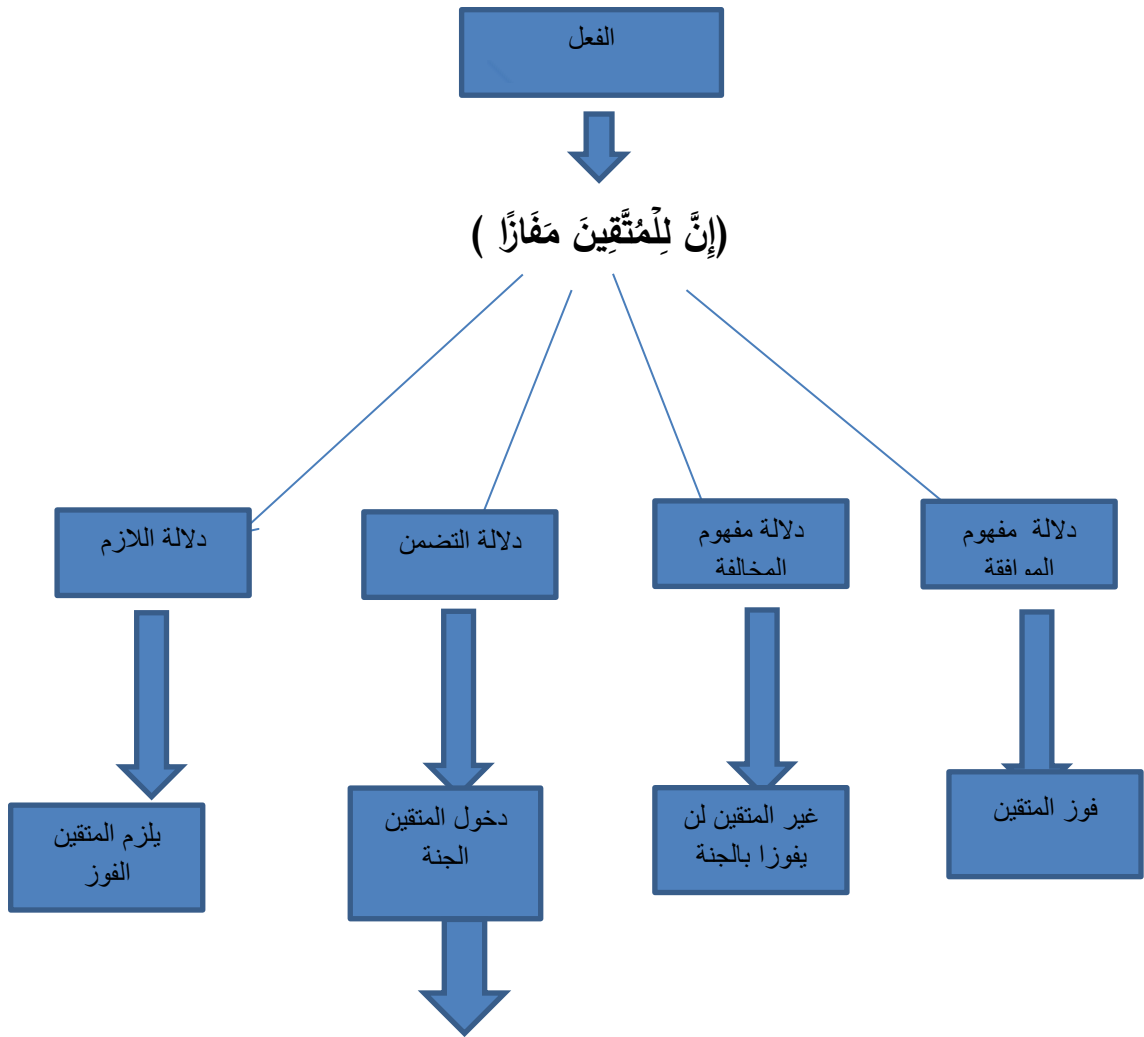 الفعل
(إِنَّ لِلْمُتَّقِينَ مَفَازًا )
دلالة مفهوم
الموافقة
دلالة مفهوم
المخالفة
دلالة التضمن
دلالة اللازم
فوز المتقين
غير المتقين لن
يفوزا بالجنة
دخول المتقين
الجنة
يلزم المتقين
الفوز